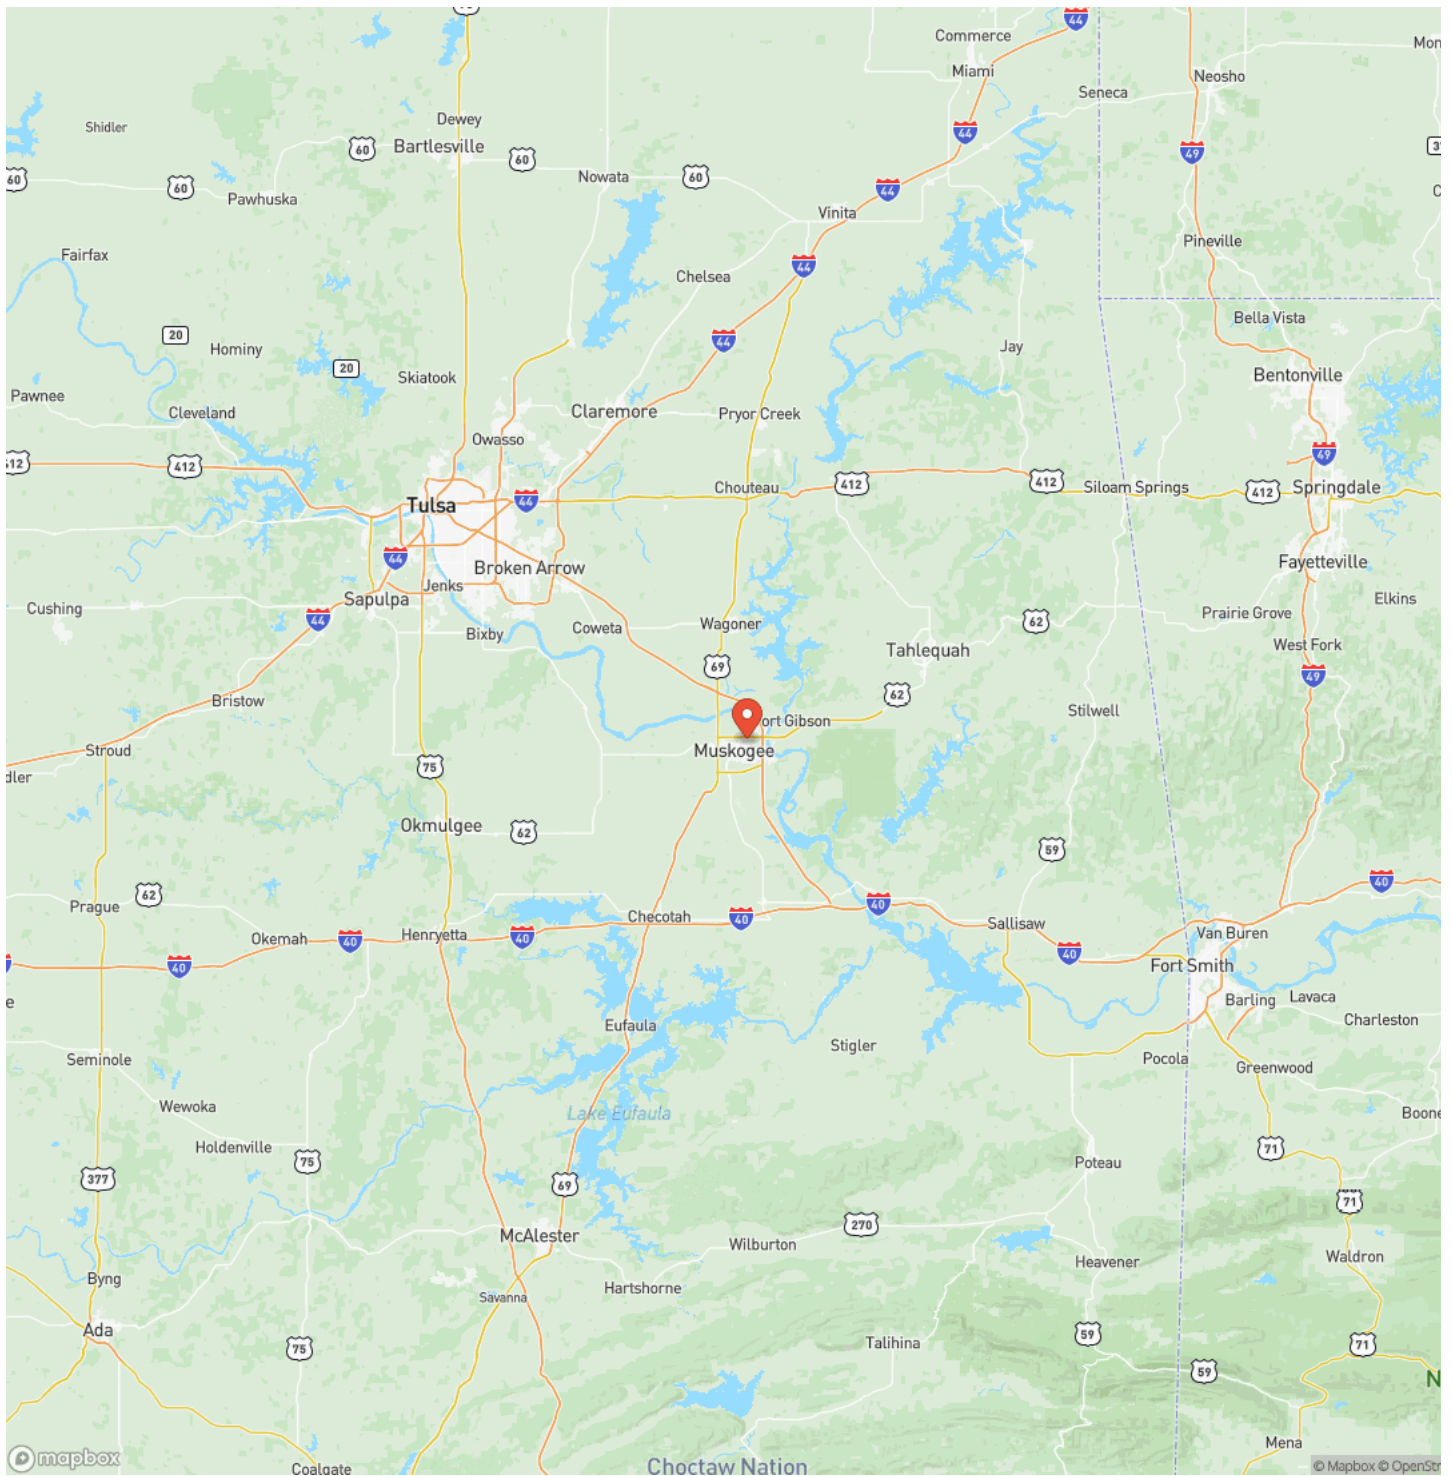 44
Commerce
Mon
Miami
Neosho
Seneca
Dewey
Shidler
44
Bartlesville
60
60
49
60
60
Nowata
60
44
Pawhuska
Vinita
Pineville
Fairfax
44
Chelsea
Bella Vista
20
44
Hominy
Jay
20
Skiatook
Bentonville
Pawnee
Cleveland
Claremore
Pryor Creek
Owasso
49
412
412
412
412
Chouteau
Siloam Springs
412
Springdale
Tulsa
44
44
Broken Arrow
Fayetteville
Jenks
Sapulpa
Elkins
Cushing
44
Prairie Grove
62
Bixby
Coweta
Wagoner
West Fork
Tahlequah
69
49
62
Bristow
Stilwell
ort Gibson
Stroud
Muskogee
75
dler
Okmulgee
62
59
40
62
Prague
Checotah
40
40
Sallisaw
Okemah
40
Henryetta
40
Van Buren
40
40
Fort Smith
e
Barling
Lavaca
Eufaula
Charleston
Stigler
Seminole
Pocola
Greenwood
Wewoka
Lake Eufaula
Boone
Holdenville
75
71
Poteau
377
69
71
270
McAlester
Wilburton
Waldron
Heavener
Byng
Hartshorne
Savanna
Ada
59
Talihina
75
71
59
N
Mena
mapbox
Choctaw Nation
© Mapbox © OpenStr
Coalgate